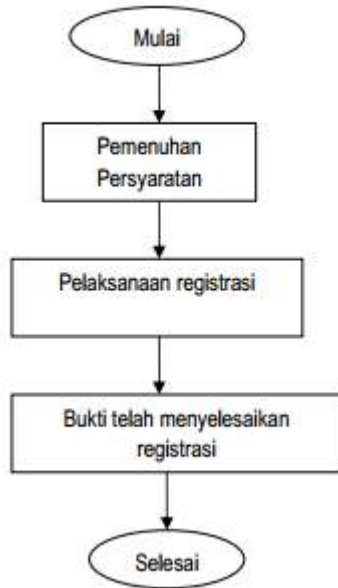 Mulai
Pemenuhan
Persyaratan
Pelaksanaan registrasi
Bukti telah menyelesaikan
registrasi
Selesai